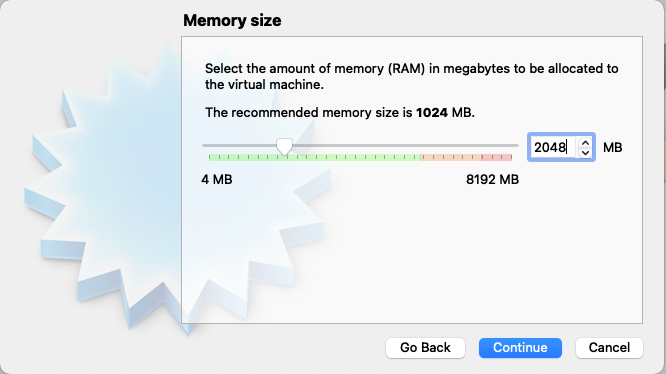 Memory size
Select the amount of memory (RAM) in megabytes to be allocated to
the virtual machine.
The recommended memory size is 1024 MB.
2048 MB
4 MB 8192 MB
Go Back Continue Cancel